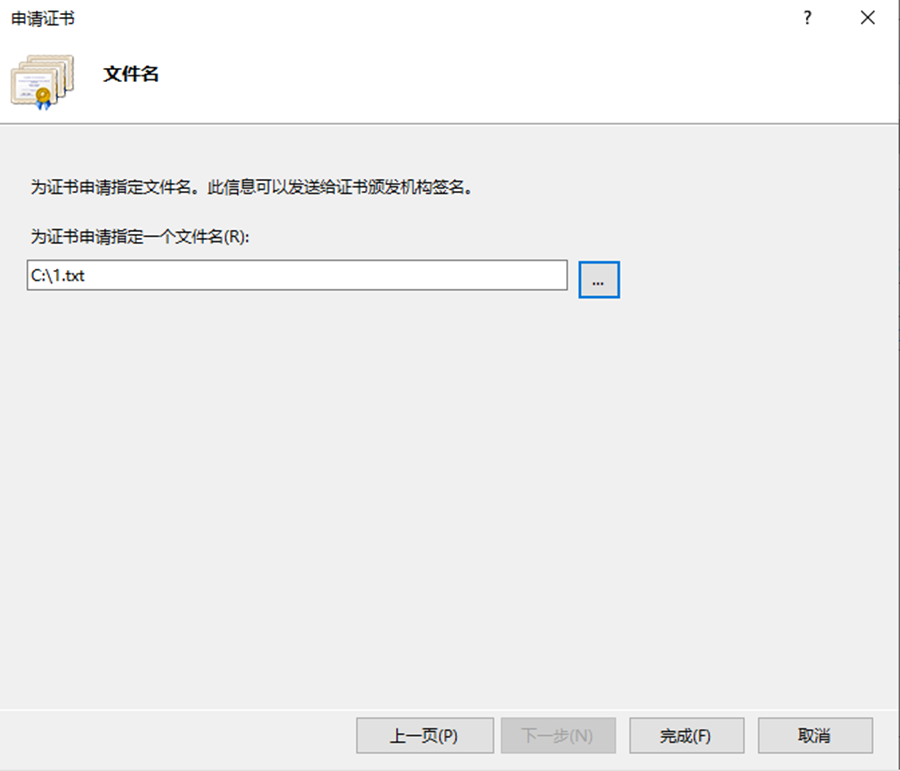 申请证书
?
文件名
为证书申请指定文件名。此信息可以发送给证书颁发机构签名。
为证书申请指定一个文件名(R):
C:\1.txt
...
上一页(P) 下一步(N) 完成(F) 取消